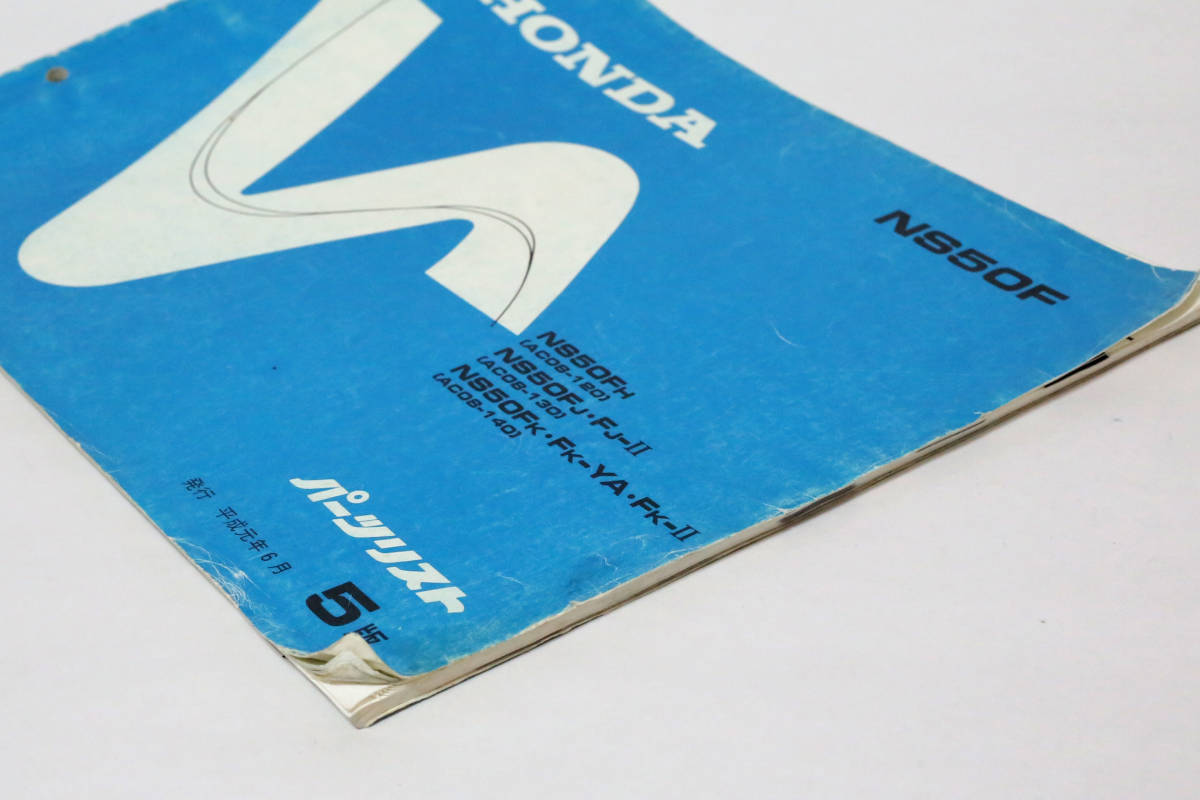 HONDA
NS50F
NS50FH
(AC08-120)
NS50FJ・FJ-II
(AC08-130)
NS50FK・FK-YA・FK-II
(AC08-140)
パーツリスト
発行 平成元年6月
5版